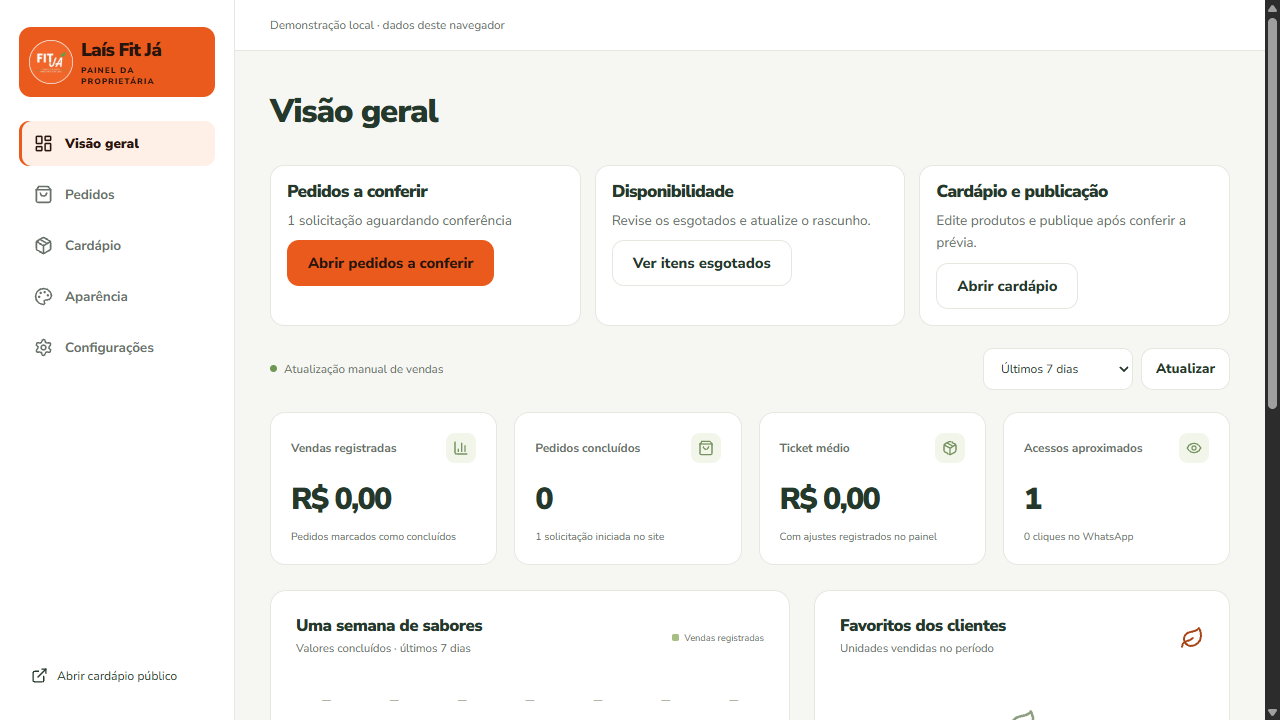 Demonstração local · dados deste navegador
FIT JÁ
Laís Fit Já
PAINEL DA
PROPRIETÁRIA
Visão geral
Pedidos
Cardápio
Aparência
Configurações
Abrir cardápio público
Visão geral
Pedidos a conferir
1 solicitação aguardando conferência
Abrir pedidos a conferir
Disponibilidade
Revise os esgotados e atualize o rascunho.
Ver itens esgotados
Cardápio e publicação
Edite produtos e publique após conferir a
prévia.
Abrir cardápio
Atualização manual de vendas
Últimos 7 dias
Atualizar
Vendas registradas
R$ 0,00
Pedidos marcados como concluídos
Pedidos concluídos
0
1 solicitação iniciada no site
Ticket médio
R$ 0,00
Com ajustes registrados no painel
Acessos aproximados
1
0 cliques no WhatsApp
Uma semana de sabores
Valores concluídos · últimos 7 dias
Vendas registradas
— — — — — — —
Favoritos dos clientes
Unidades vendidas no período